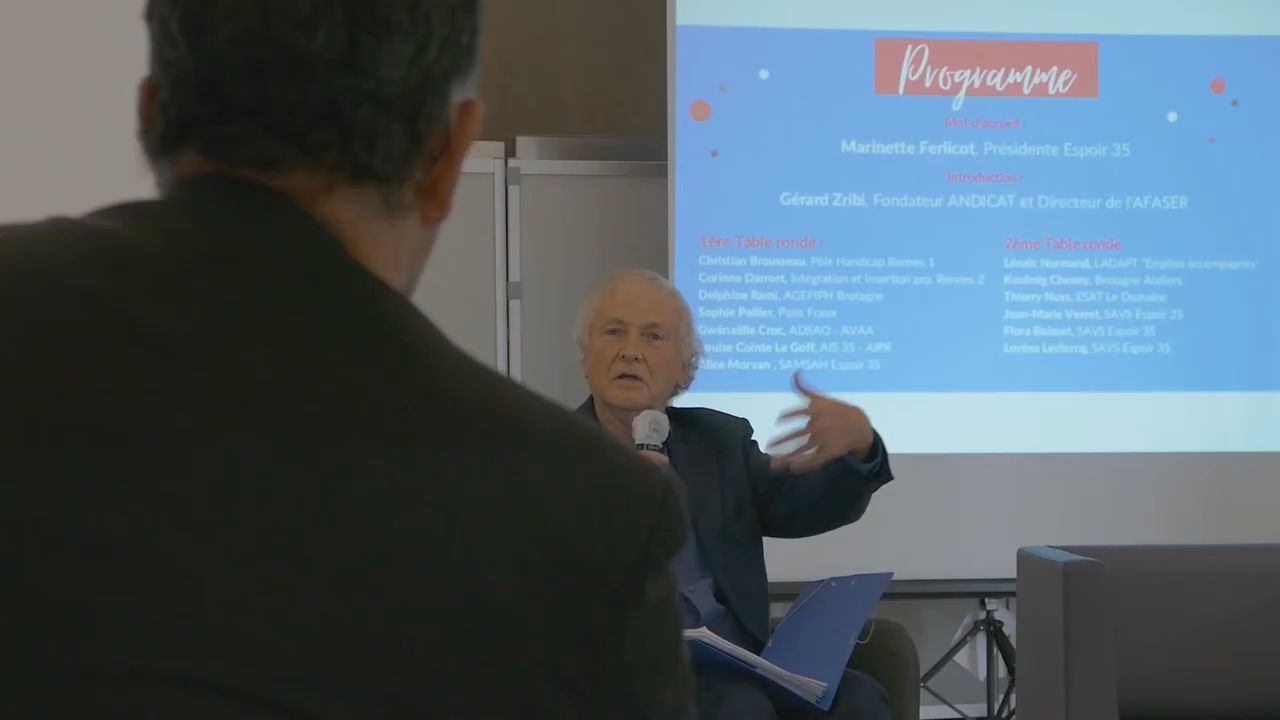 Programme
Mot d'accueil :
Marinette Ferlicot, Présidente Espoir 35
Introduction :
Gérard Zribi, Fondateur ANDICAT et Directeur de l'AFASER
1ère Table ronde :
Christian Brousseau, Pôle Handicap Rennes 1
Corinne Darrort, Intégration et Insertion pro. Rennes 2
Delphine Rami, AGEFIPH Bretagne
Sophie Pellier, Patis Fraux
Gwénaëlle Croc, ADSAO - AVAA
Louise Cointe Le Goff, AIS 35 - AIPR
Alice Morvan , SAMSAH Espoir 35
2ème Table ronde
Lénaïc Normand, LADAPT "Emploi accompagné"
Bretagne Ateliers
Thierry Nuss, ESAT Le Domaine
Jean-Marie Verret, SAVS Espoir 35
Flora Buisset, SAVS Espoir 35
Loréna Leclercq, SAVS Espoir 35